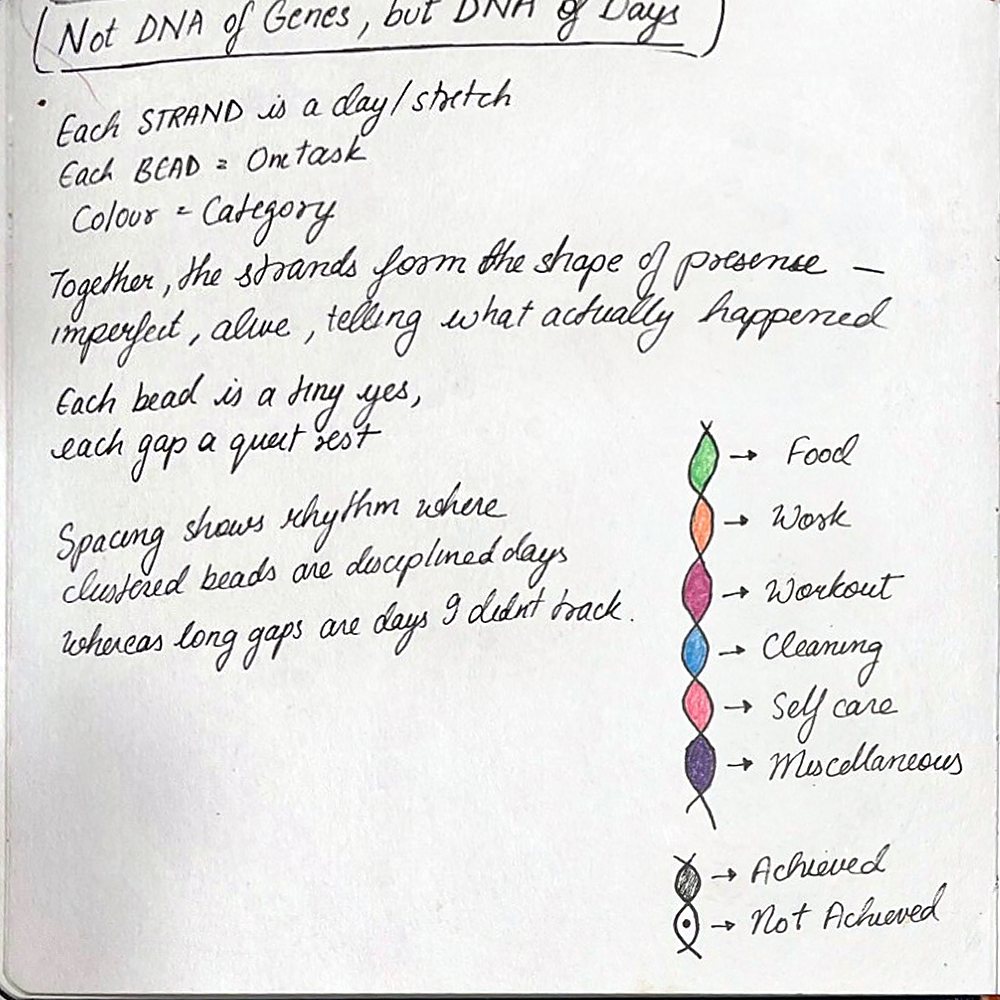 Not DNA of Genes, but DNA of Days
Each STRAND is a day/stretch
Each BEAD = One task
Colour = Category
Together, the strands form the shape of presense —
imperfect, alive, telling what actually happened
Each bead is a tiny yes,
each gap a quiet rest
Spacing shows rhythm where
clustered beads are disciplined days
whereas long gaps are days I didn't track.
→ Food
→ Work
→ Workout
→ Cleaning
→ Self care
→ Miscellaneous
→ Achieved
→ Not Achieved